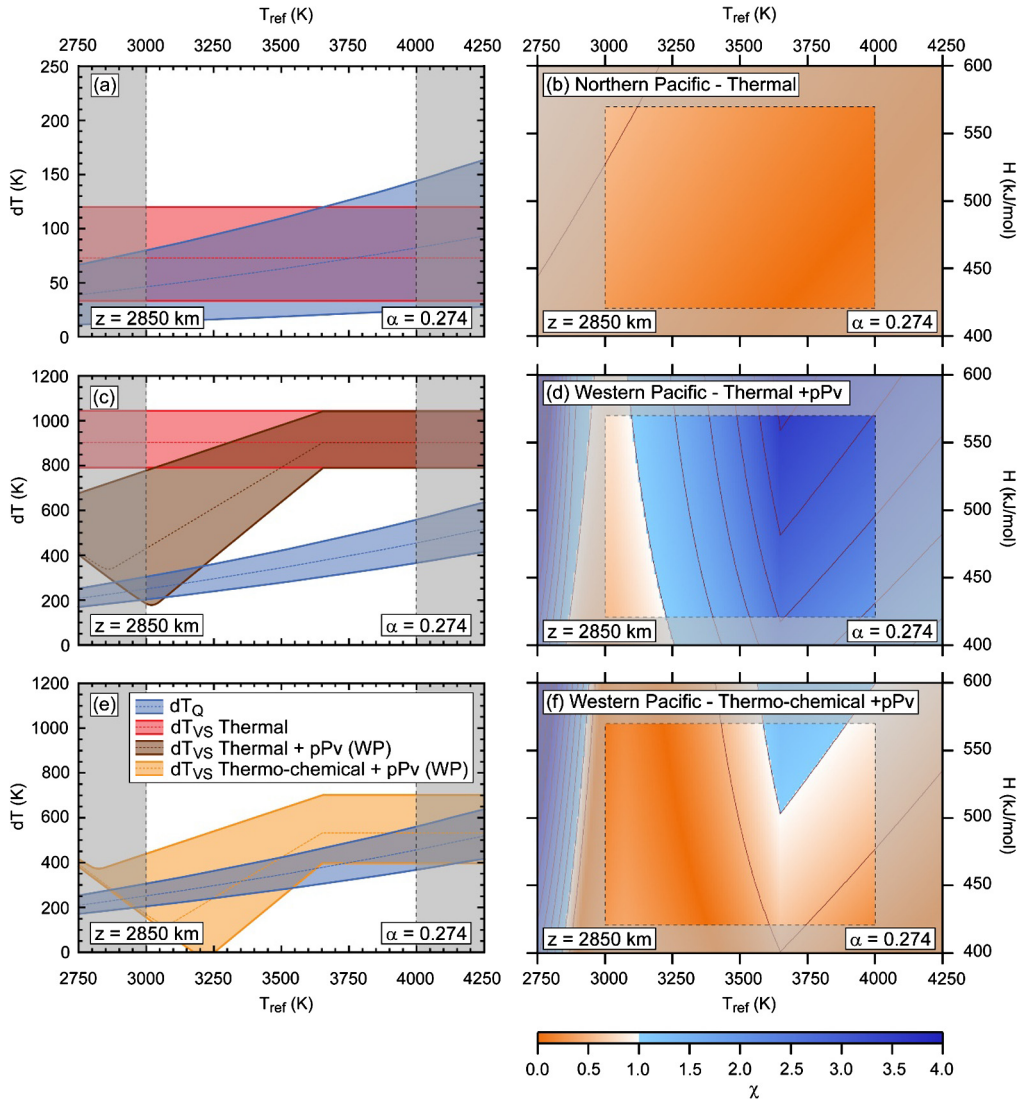 T_ref (K) T_ref (K)
2750 3000 3250 3500 3750 4000 4250 2750 3000 3250 3500 3750 4000 4250
250
200
150
100
50
0
dT (K)
(a)
z = 2850 km
α = 0.274
(b) Northern Pacific - Thermal
600
550
500
450
400
H (kJ/mol)
z = 2850 km
α = 0.274
1200
1000
800
600
400
200
0
dT (K)
(c)
z = 2850 km
α = 0.274
(d) Western Pacific - Thermal +pPv
600
550
500
450
400
H (kJ/mol)
z = 2850 km
α = 0.274
1200
1000
800
600
400
200
0
dT (K)
(e)
dT_Q
dT_VS Thermal
dT_VS Thermal + pPv (WP)
dT_VS Thermo-chemical + pPv (WP)
z = 2850 km
α = 0.274
(f) Western Pacific - Thermo-chemical +pPv
600
550
500
450
400
H (kJ/mol)
z = 2850 km
α = 0.274
2750 3000 3250 3500 3750 4000 4250 2750 3000 3250 3500 3750 4000 4250
T_ref (K) T_ref (K)
0.0 0.5 1.0 1.5 2.0 2.5 3.0 3.5 4.0
χ